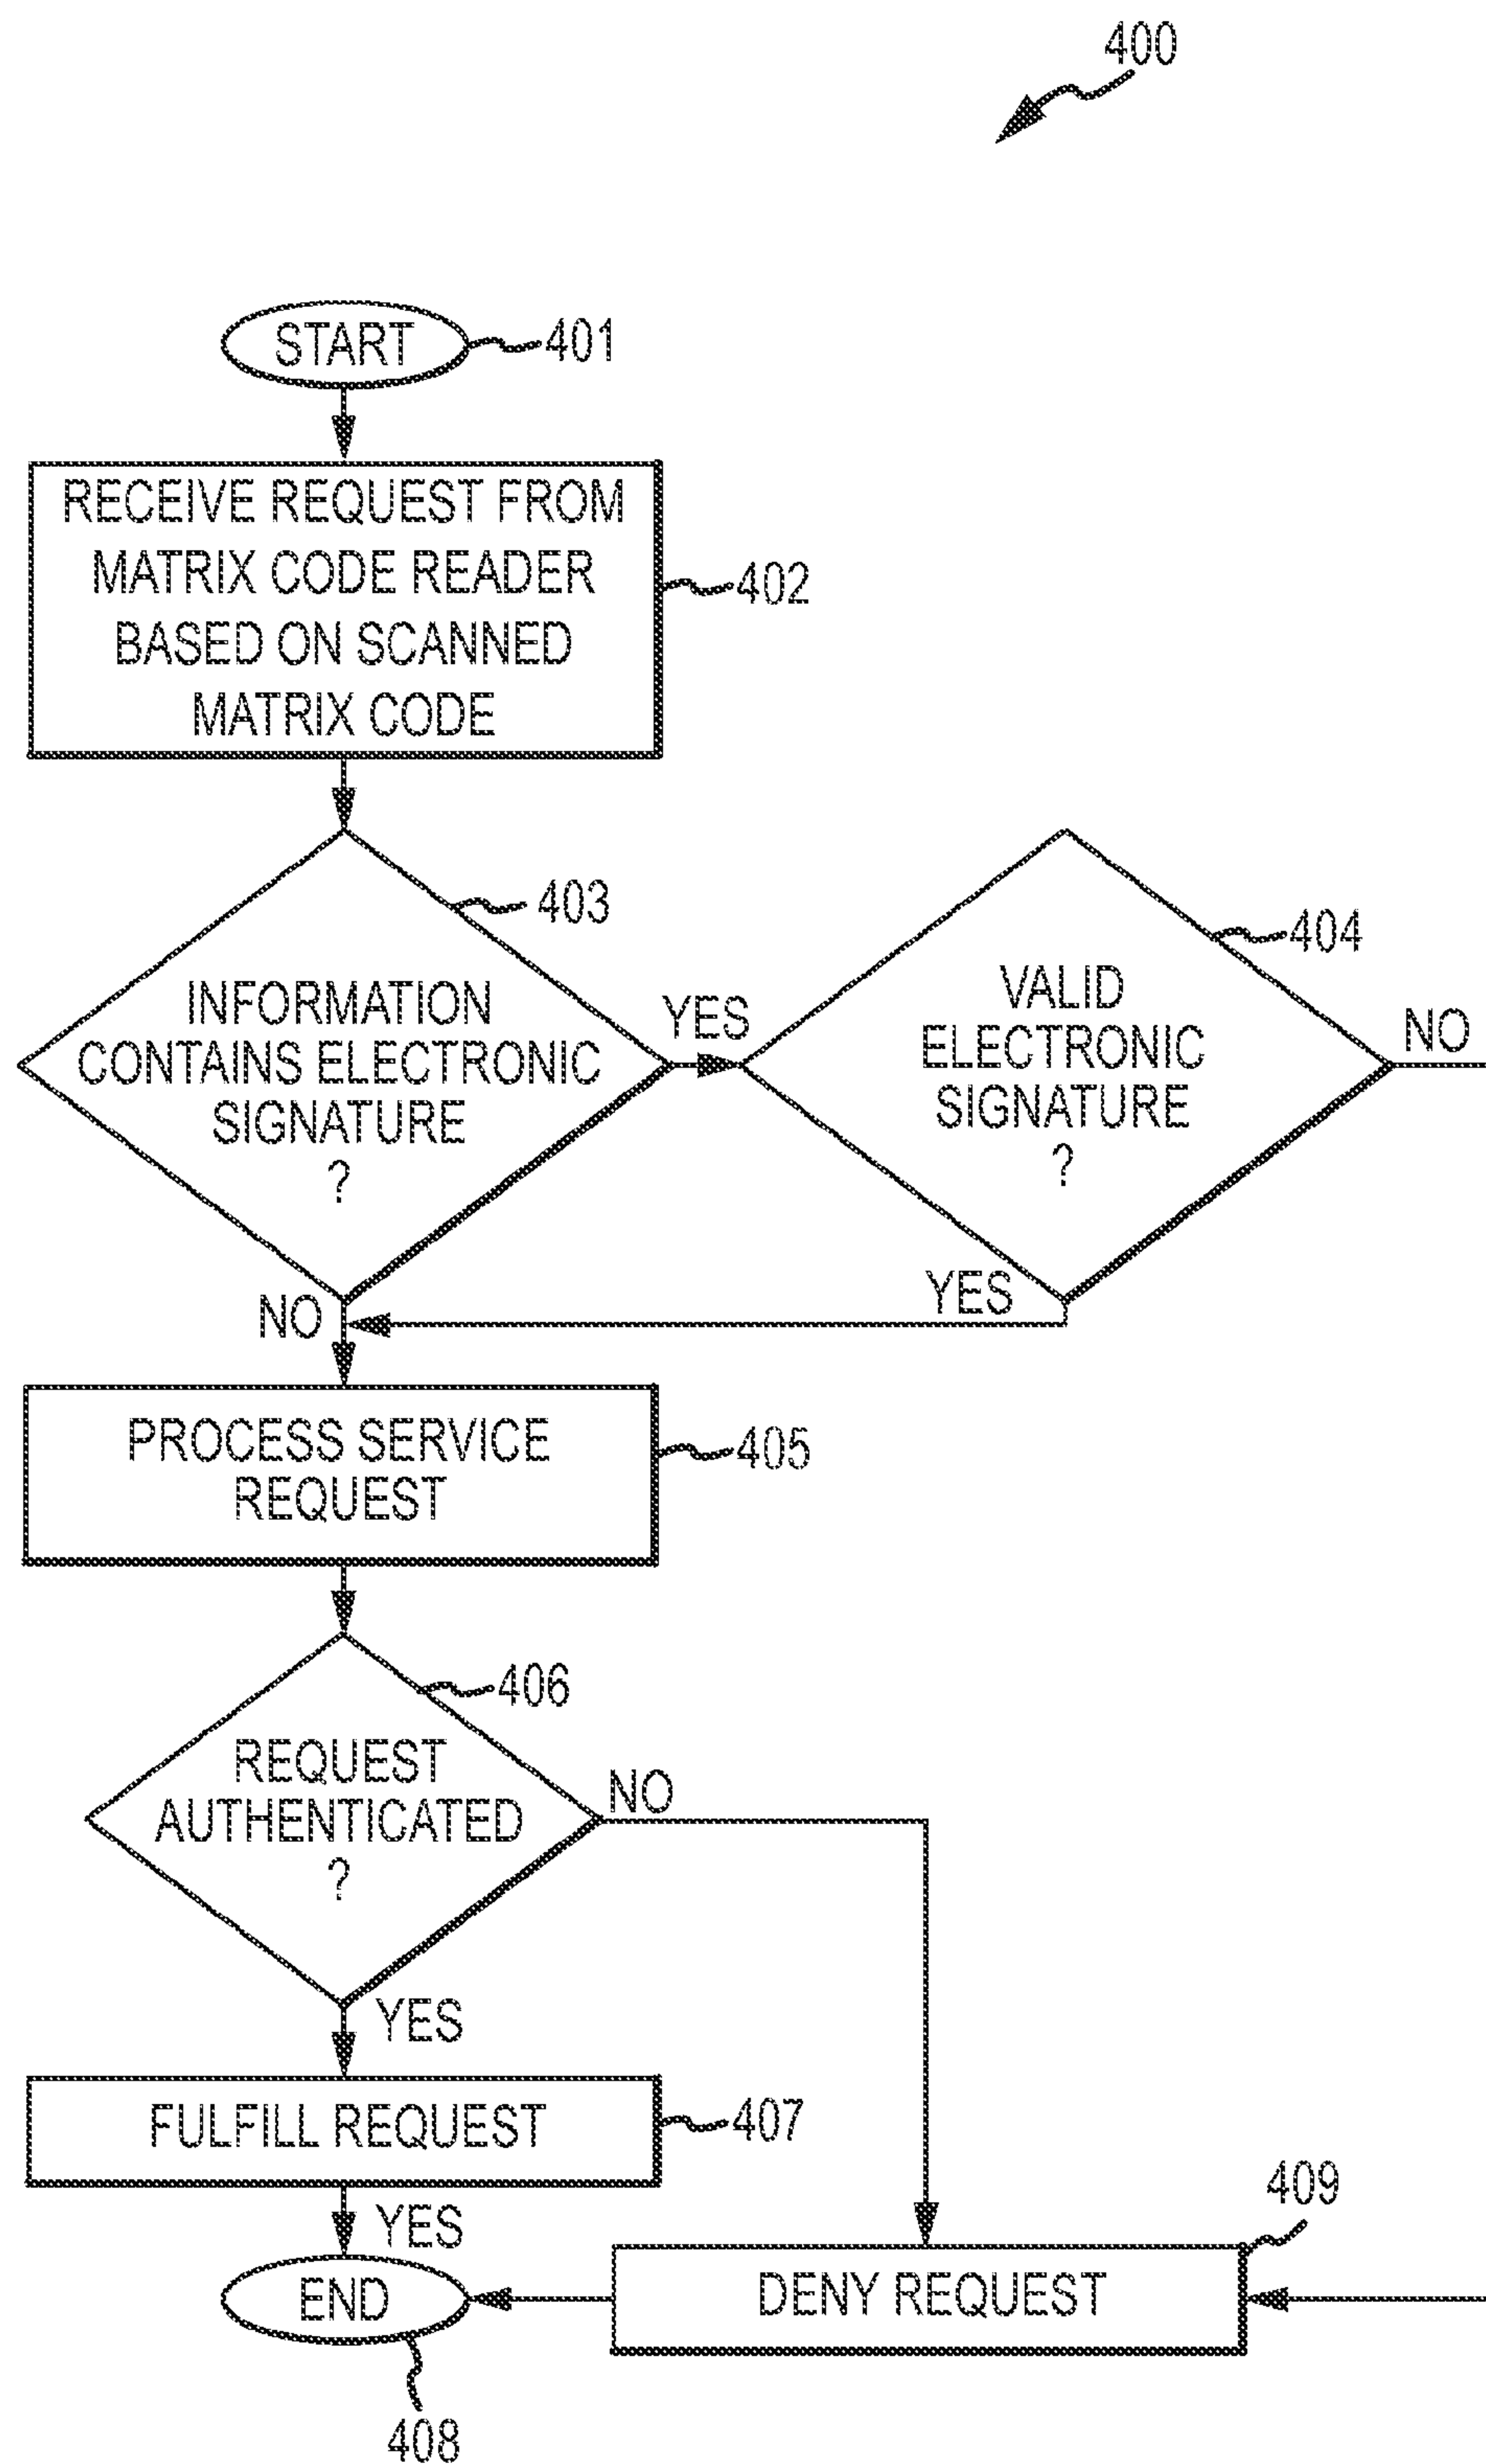 400
START
401
RECEIVE REQUEST FROM
MATRIX CODE READER
BASED ON SCANNED
MATRIX CODE
402
403
INFORMATION
CONTAINS ELECTRONIC
SIGNATURE
?
YES
404
VALID
ELECTRONIC
SIGNATURE
?
NO
YES
NO
PROCESS SERVICE
REQUEST
405
406
REQUEST
AUTHENTICATED
?
NO
YES
FULFILL REQUEST
407
YES
409
END
DENY REQUEST
408